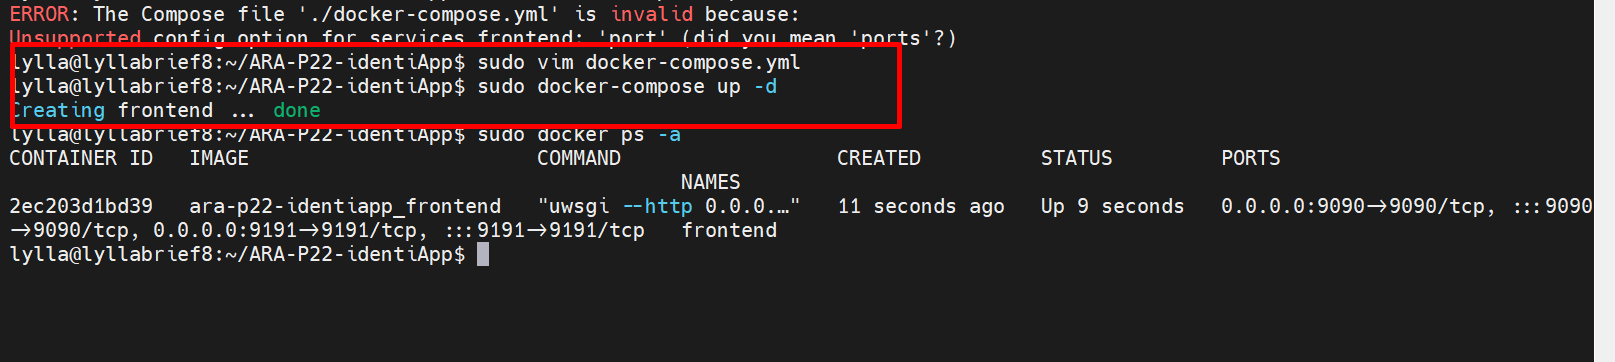 ERROR: The Compose file './docker-compose.yml' is invalid because:
Unsupported config option for services.frontend: 'port' (did you mean 'ports'?)
lylla@lyllabrief8:~/ARA-P22-identiApp$ sudo vim docker-compose.yml
lylla@lyllabrief8:~/ARA-P22-identiApp$ sudo docker-compose up -d
Creating frontend ... done
lylla@lyllabrief8:~/ARA-P22-identiApp$ sudo docker ps -a
CONTAINER ID   IMAGE                        COMMAND                  CREATED          STATUS         PORTS
NAMES
2ec203d1bd39   ara-p22-identiapp_frontend   "uwsgi --http 0.0.0.…"   11 seconds ago   Up 9 seconds   0.0.0.0:9090->9090/tcp, :::9090
->9090/tcp, 0.0.0.0:9191->9191/tcp, :::9191->9191/tcp   frontend
lylla@lyllabrief8:~/ARA-P22-identiApp$